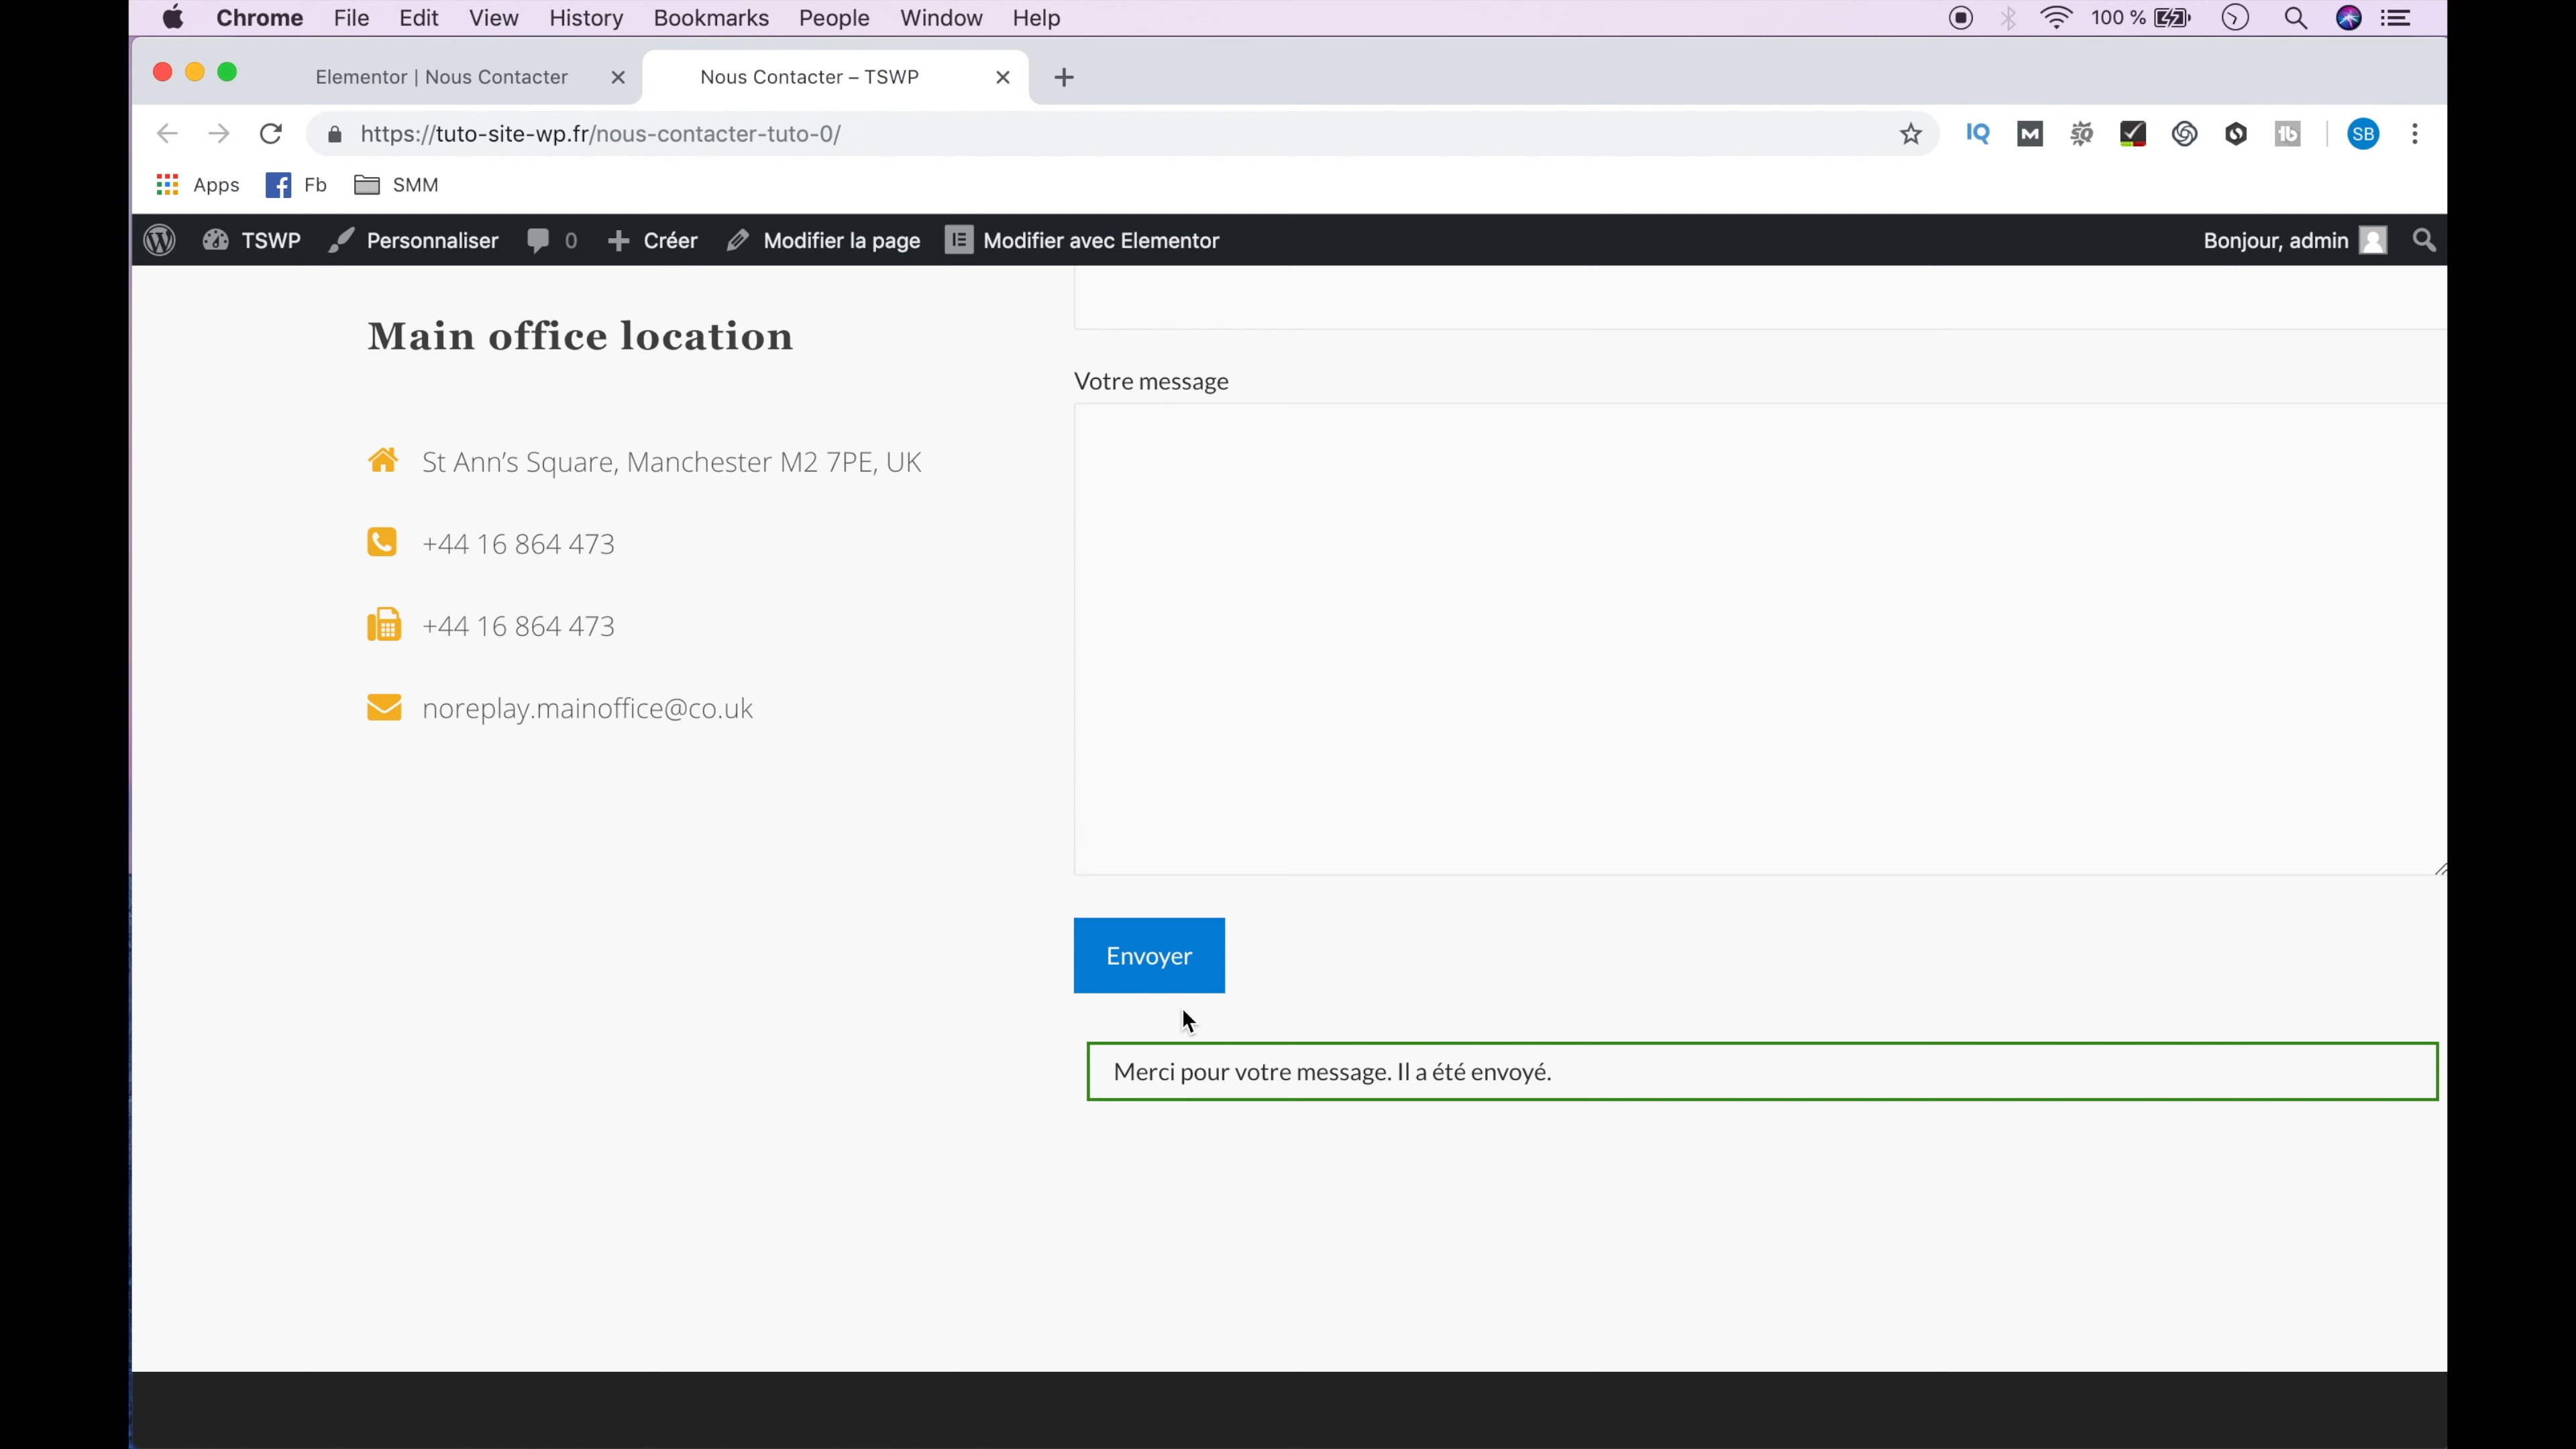 Chrome File Edit View History Bookmarks People Window Help 100 %
Elementor | Nous Contacter
Nous Contacter – TSWP
https://tuto-site-wp.fr/nous-contacter-tuto-0/
IQ
M
SQ
tb
SB
Apps Fb SMM
TSWP Personnaliser 0 Créer Modifier la page Modifier avec Elementor Bonjour, admin
Main office location
St Ann’s Square, Manchester M2 7PE, UK
+44 16 864 473
+44 16 864 473
noreplay.mainoffice@co.uk
Votre message
Envoyer
Merci pour votre message. Il a été envoyé.